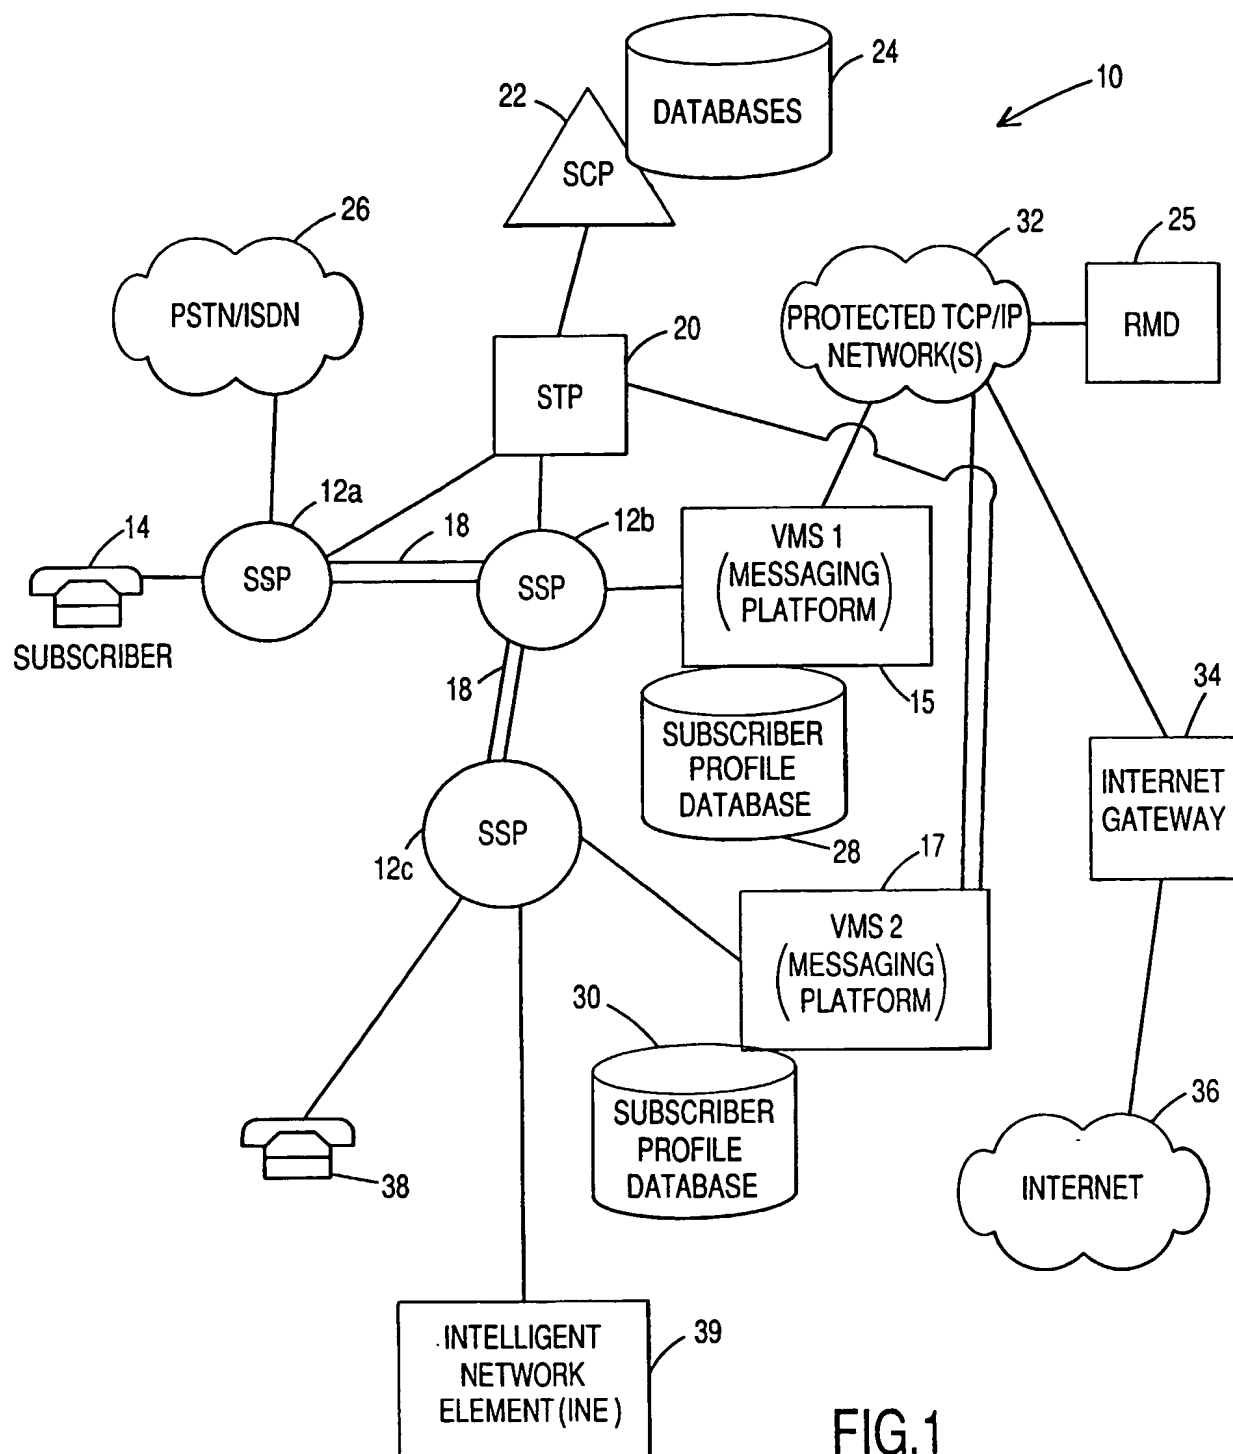 24
DATABASES
10
22
SCP
26
PSTN/ISDN
32
25
PROTECTED TCP/IP
NETWORK(S)
RMD
20
STP
12a
14
SSP
SUBSCRIBER
18
12b
SSP
VMS 1
(MESSAGING
PLATFORM)
15
18
SUBSCRIBER
PROFILE
DATABASE
28
34
INTERNET
GATEWAY
SSP
12c
17
VMS 2
(MESSAGING
PLATFORM)
30
SUBSCRIBER
PROFILE
DATABASE
38
36
INTERNET
39
INTELLIGENT
NETWORK
ELEMENT (INE)
FIG.1